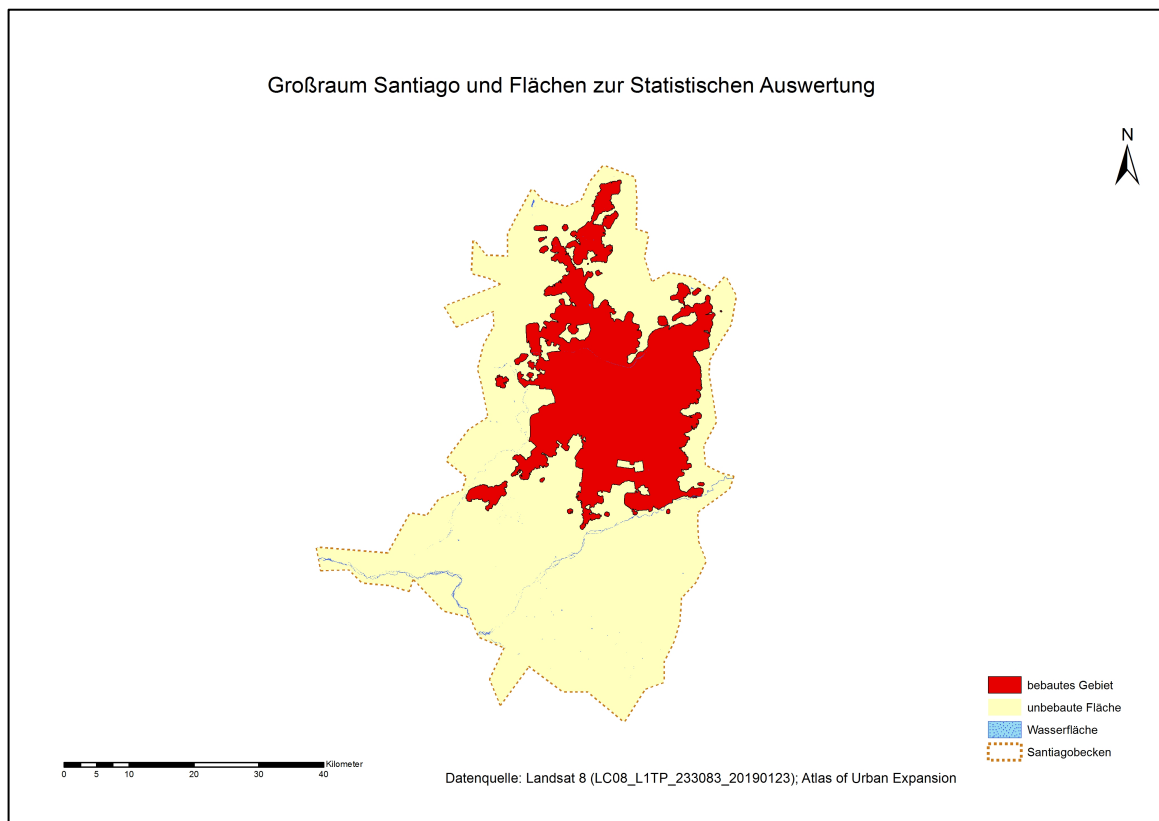 Großraum Santiago und Flächen zur Statistischen Auswertung
N
bebautes Gebiet
unbebaute Fläche
Wasserfläche
Santiagobecken
Kilometer
0 5 10 20 30 40
Datenquelle: Landsat 8 (LC08_L1TP_233083_20190123); Atlas of Urban Expansion